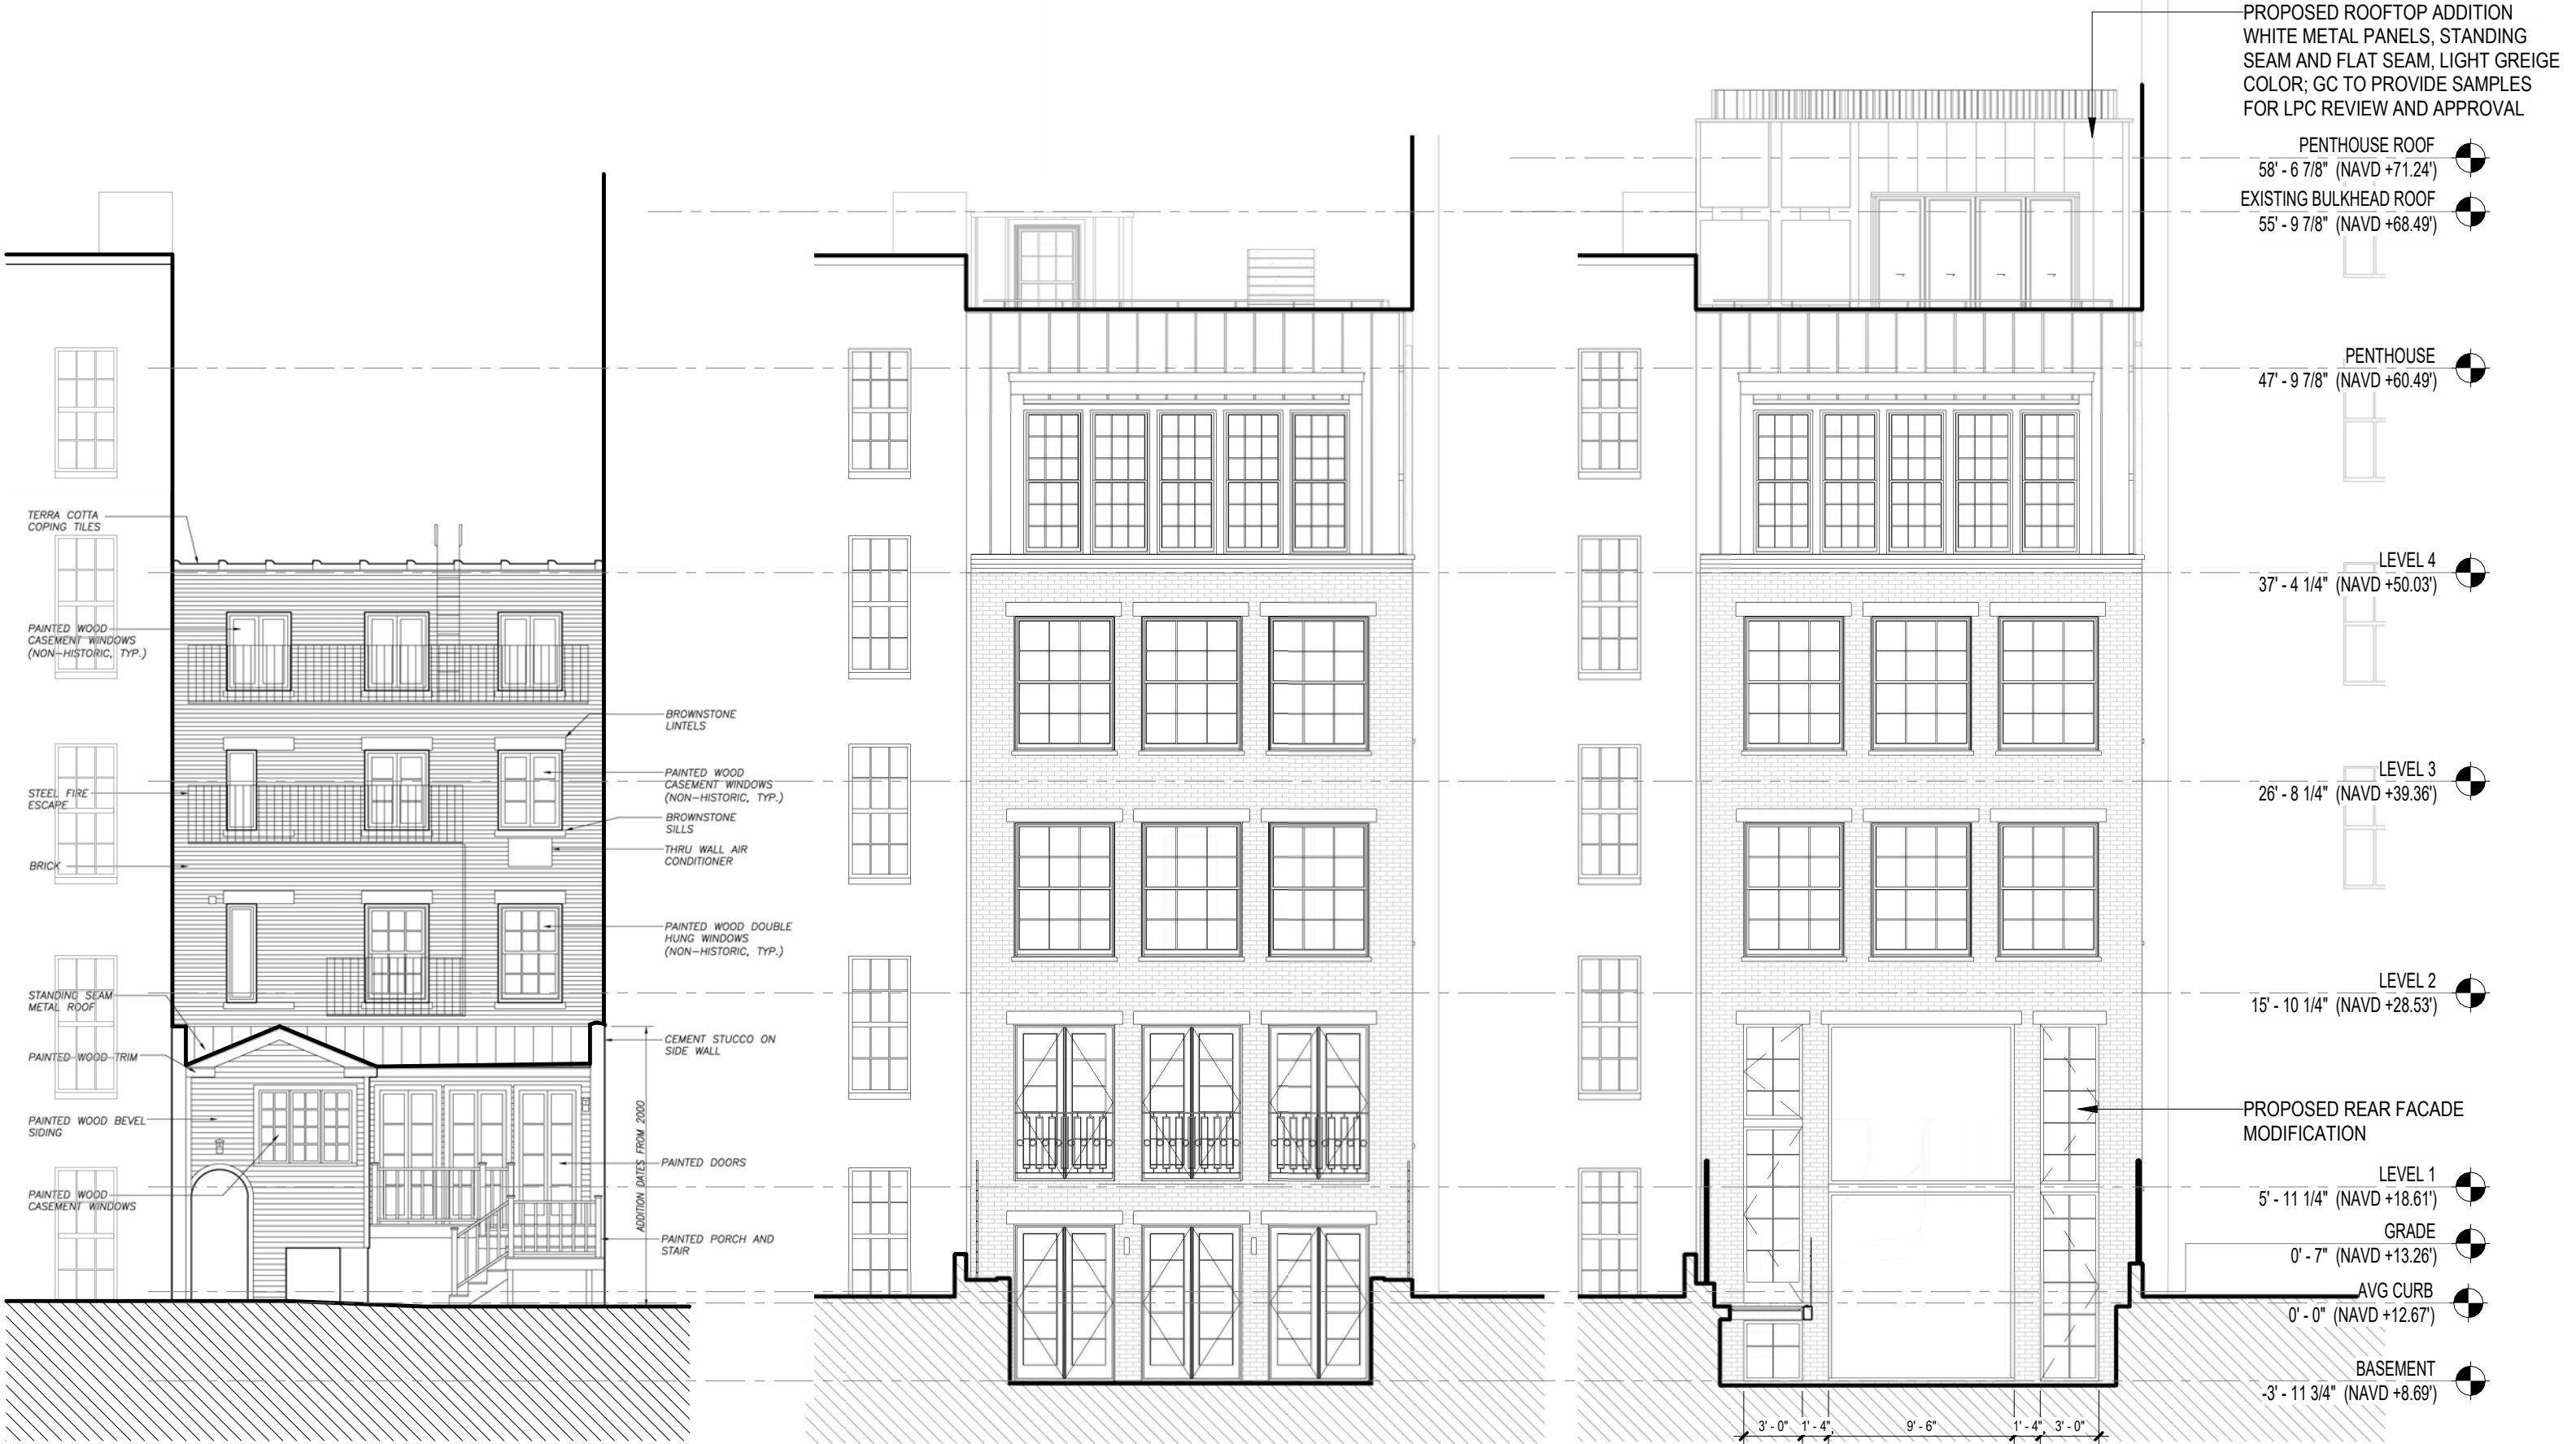 TERRA COTTA
COPING TILES
PAINTED WOOD
CASEMENT WINDOWS
(NON-HISTORIC, TYP.)
STEEL FIRE
ESCAPE
BRICK
STANDING SEAM
METAL ROOF
PAINTED WOOD TRIM
PAINTED WOOD BEVEL
SIDING
PAINTED WOOD
CASEMENT WINDOWS
BROWNSTONE
LINTELS
PAINTED WOOD
CASEMENT WINDOWS
(NON-HISTORIC, TYP.)
BROWNSTONE
SILLS
THRU WALL AIR
CONDITIONER
PAINTED WOOD DOUBLE
HUNG WINDOWS
(NON-HISTORIC, TYP.)
CEMENT STUCCO ON
SIDE WALL
ADDITION DATES FROM 2000
PAINTED DOORS
PAINTED PORCH AND
STAIR
PROPOSED ROOFTOP ADDITION
WHITE METAL PANELS, STANDING
SEAM AND FLAT SEAM, LIGHT GREIGE
COLOR; GC TO PROVIDE SAMPLES
FOR LPC REVIEW AND APPROVAL
PENTHOUSE ROOF
58' - 6 7/8" (NAVD +71.24')
EXISTING BULKHEAD ROOF
55' - 9 7/8" (NAVD +68.49')
PENTHOUSE
47' - 9 7/8" (NAVD +60.49')
LEVEL 4
37' - 4 1/4" (NAVD +50.03')
LEVEL 3
26' - 8 1/4" (NAVD +39.36')
LEVEL 2
15' - 10 1/4" (NAVD +28.53')
PROPOSED REAR FACADE
MODIFICATION
LEVEL 1
5' - 11 1/4" (NAVD +18.61')
GRADE
0' - 7" (NAVD +13.26')
AVG CURB
0' - 0" (NAVD +12.67')
BASEMENT
-3' - 11 3/4" (NAVD +8.69')
3' - 0" 1' - 4" 9' - 6" 1' - 4" 3' - 0"